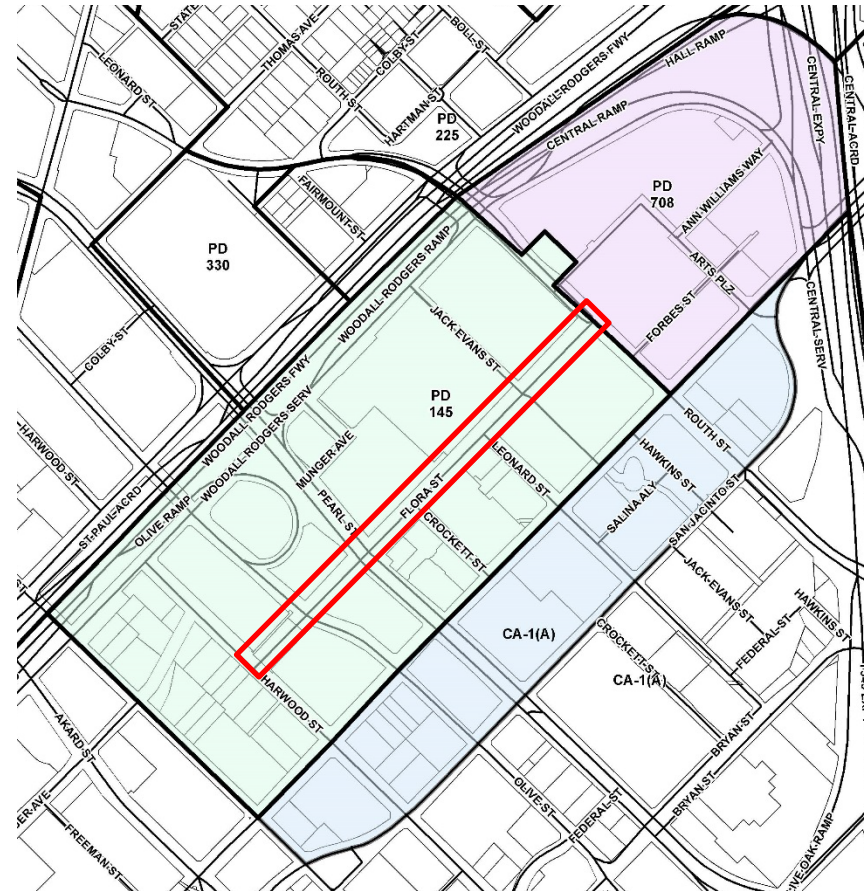 STATE
THOMAS AVE
LEONARD ST
ROUTH ST
COLBY ST
BOLL ST
HARTMAN ST
PD
225
WOODALL RODGERS FWY
HALL RAMP
CENTRAL RAMP
CENTRAL EXPY
CENTRAL ACRD
FAIRMOUNT ST
PD
708
ANN WILLIAMS WAY
PD
330
WOODALL RODGERS RAMP
ARTS PLZ
FORBES ST
CENTRAL SERV
JACK EVANS ST
COLBY ST
WOODALL RODGERS FWY
WOODALL RODGERS SERV
PD
145
HARWOOD ST
MUNGER AVE
LEONARD ST
ROUTH ST
HAWKINS ST
ST PAUL ACRD
OLIVE RAMP
PEARL ST
FLORA ST
CROCKETT ST
SALINA ALY
SAN JACINTO ST
JACK EVANS ST
HAWKINS ST
FEDERAL ST
CA-1(A)
CROCKETT ST
CA-1(A)
HARWOOD ST
AKARD ST
BRYAN ST
OLIVE ST
FEDERAL ST
BRYAN ST
GER AVE
FREEMAN ST
VE OAK RAMP